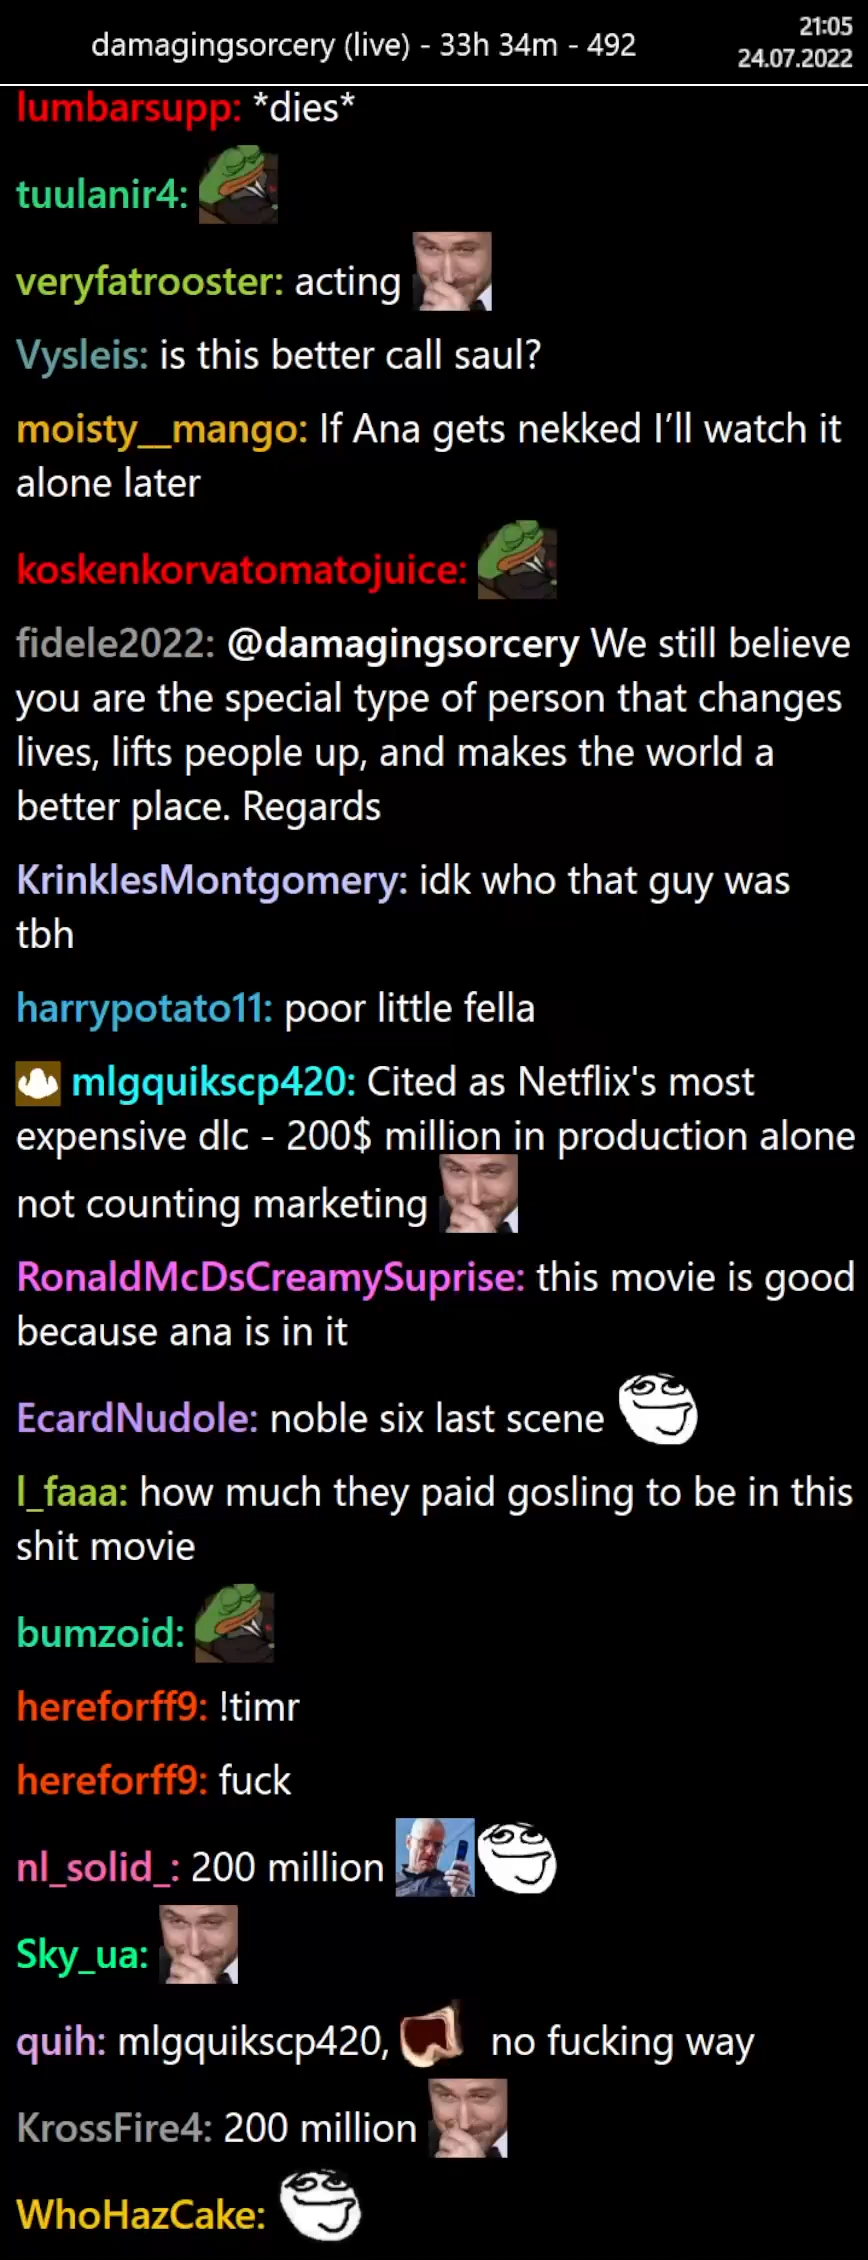 damagingsorcery (live) - 33h 34m - 492
21:05
24.07.2022
lumbarsupp: *dies*
tuulanir4:
veryfatrooster: acting
Vysleis: is this better call saul?
moisty__mango: If Ana gets nekked I’ll watch it
alone later
koskenkorvatomatojuice:
fidele2022: @damagingsorcery We still believe
you are the special type of person that changes
lives, lifts people up, and makes the world a
better place. Regards
KrinklesMontgomery: idk who that guy was
tbh
harrypotato11: poor little fella
mlgquikscp420: Cited as Netflix's most
expensive dlc - 200$ million in production alone
not counting marketing
RonaldMcDsCreamySuprise: this movie is good
because ana is in it
EcardNudole: noble six last scene
l_faaa: how much they paid gosling to be in this
shit movie
bumzoid:
hereforff9: !timr
hereforff9: fuck
nl_solid_: 200 million
Sky_ua:
quih: mlgquikscp420, no fucking way
KrossFire4: 200 million
WhoHazCake: